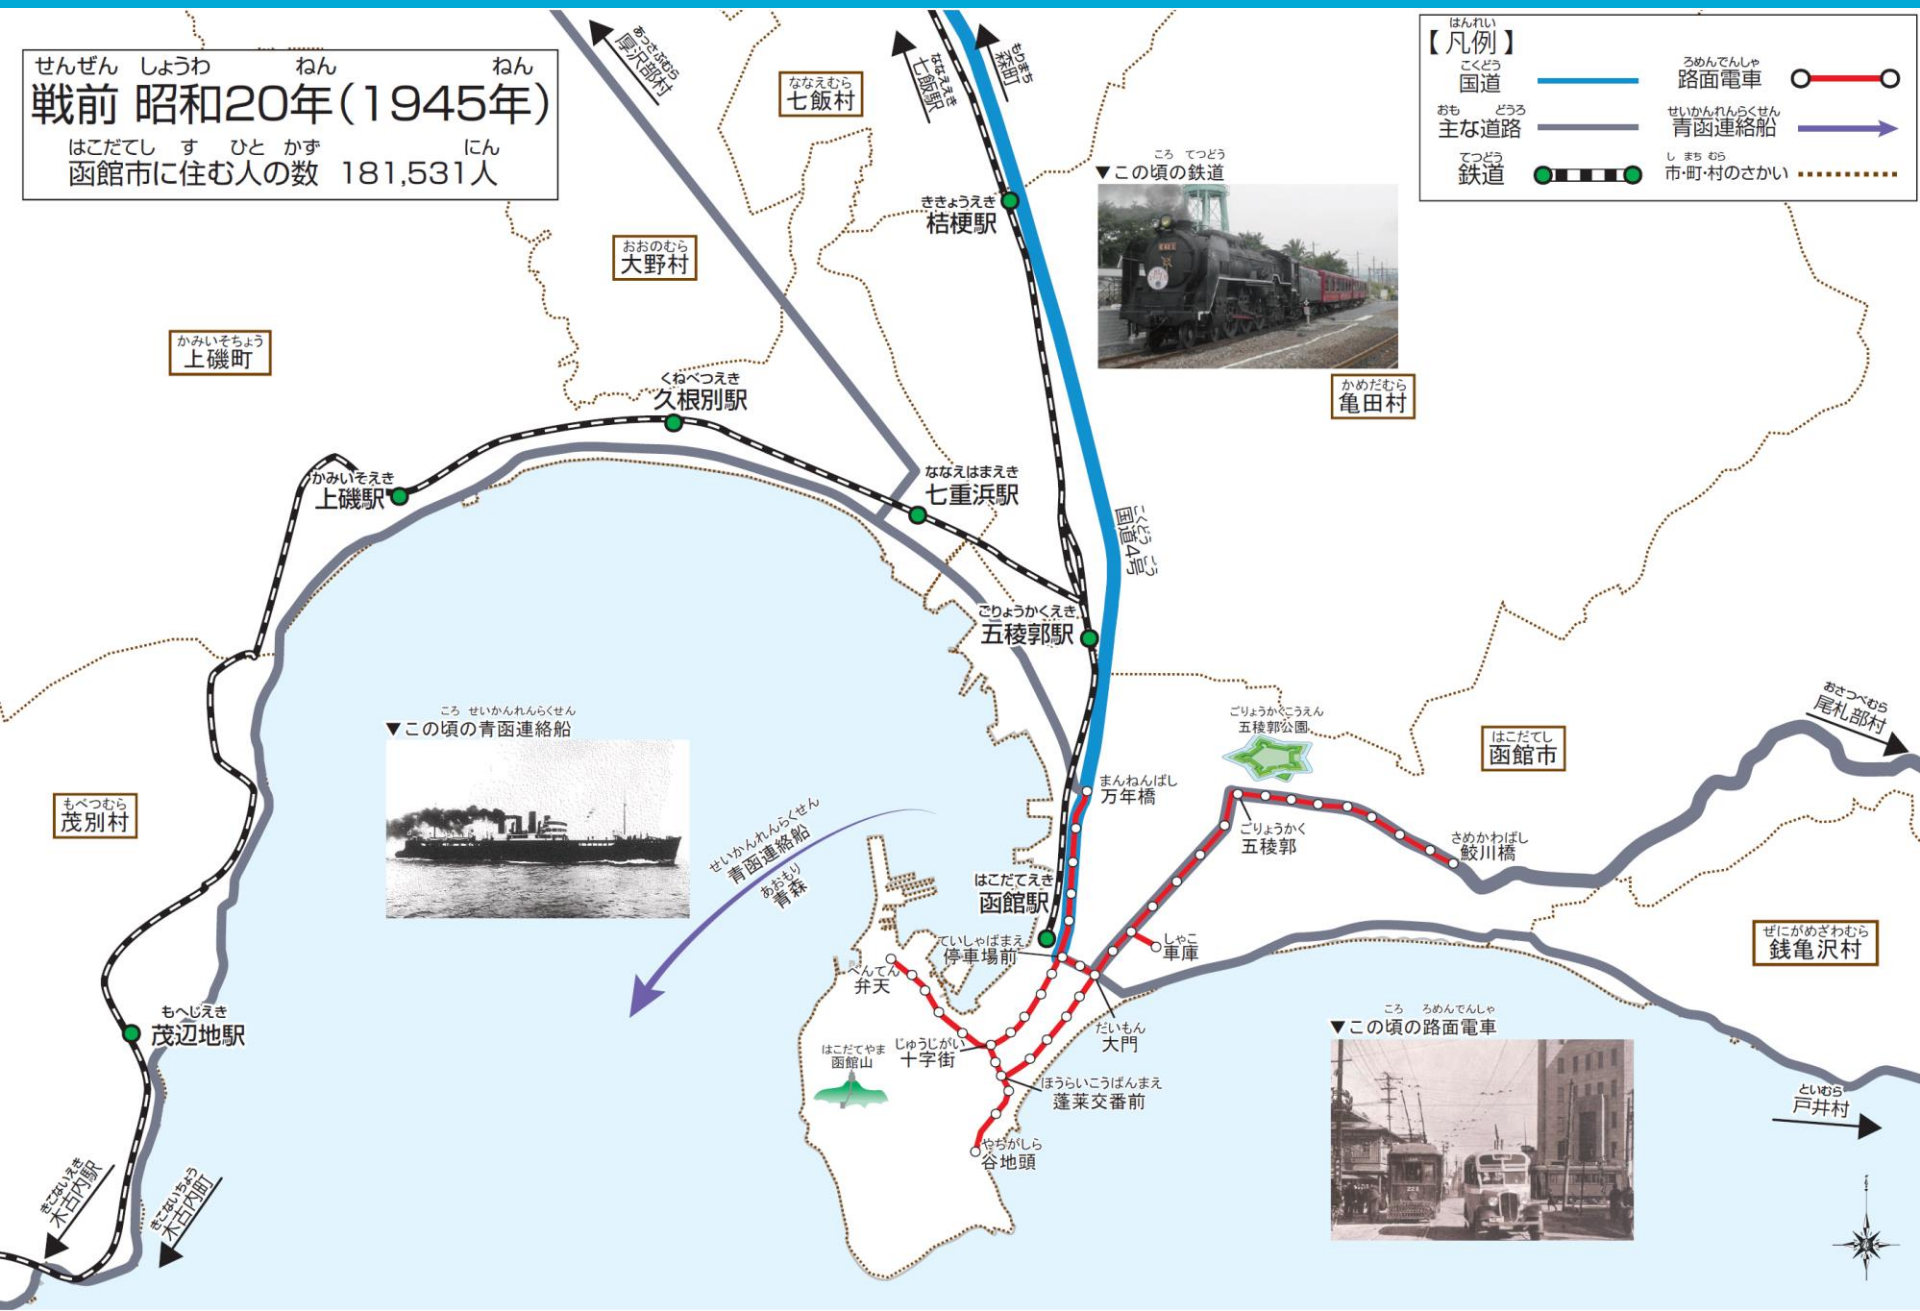 せんぜん しょうわ ねん ねん
戦前 昭和20年(1945年)
はこだてし す ひと かず にん
函館市に住む人の数 181,531人
あっさぶむら
厚沢部村
ななええき
七飯駅
もりまち
森町
ななえむら
七飯村
はんれい
【凡例】
こくどう
国道
ろめんでんしゃ
路面電車
おも どうろ
主な道路
せいかんれんらくせん
青函連絡船
てつどう
鉄道
し まち むら
市・町・村のさかい
ころ てつどう
▼この頃の鉄道
ききょうえき
桔梗駅
おおのむら
大野村
かみいそちょう
上磯町
かめだむら
亀田村
くねべつえき
久根別駅
かみいそえき
上磯駅
ななえはまえき
七重浜駅
こくどう ごう
国道4号
ごりょうかくえき
五稜郭駅
ころ せいかんれんらくせん
▼この頃の青函連絡船
せいかんれんらくせん
青函連絡船
あおもり
青森
もべつむら
茂別村
ごりょうかくこうえん
五稜郭公園
はこだてし
函館市
おさつべむら
尾札部村
まんねんばし
万年橋
ごりょうかく
五稜郭
さめかわばし
鮫川橋
はこだてえき
函館駅
ていしゃばまえ
停車場前
しゃこ
車庫
ぜにがめざわむら
銭亀沢村
べんてん
弁天
もへじえき
茂辺地駅
だいもん
大門
はこだてやま
函館山
じゅうじがい
十字街
ほうらいこうばんまえ
蓬莱交番前
やちがしら
谷地頭
ころ ろめんでんしゃ
▼この頃の路面電車
といむら
戸井村
きこないえき
木古内駅
きこないちょう
木古内町